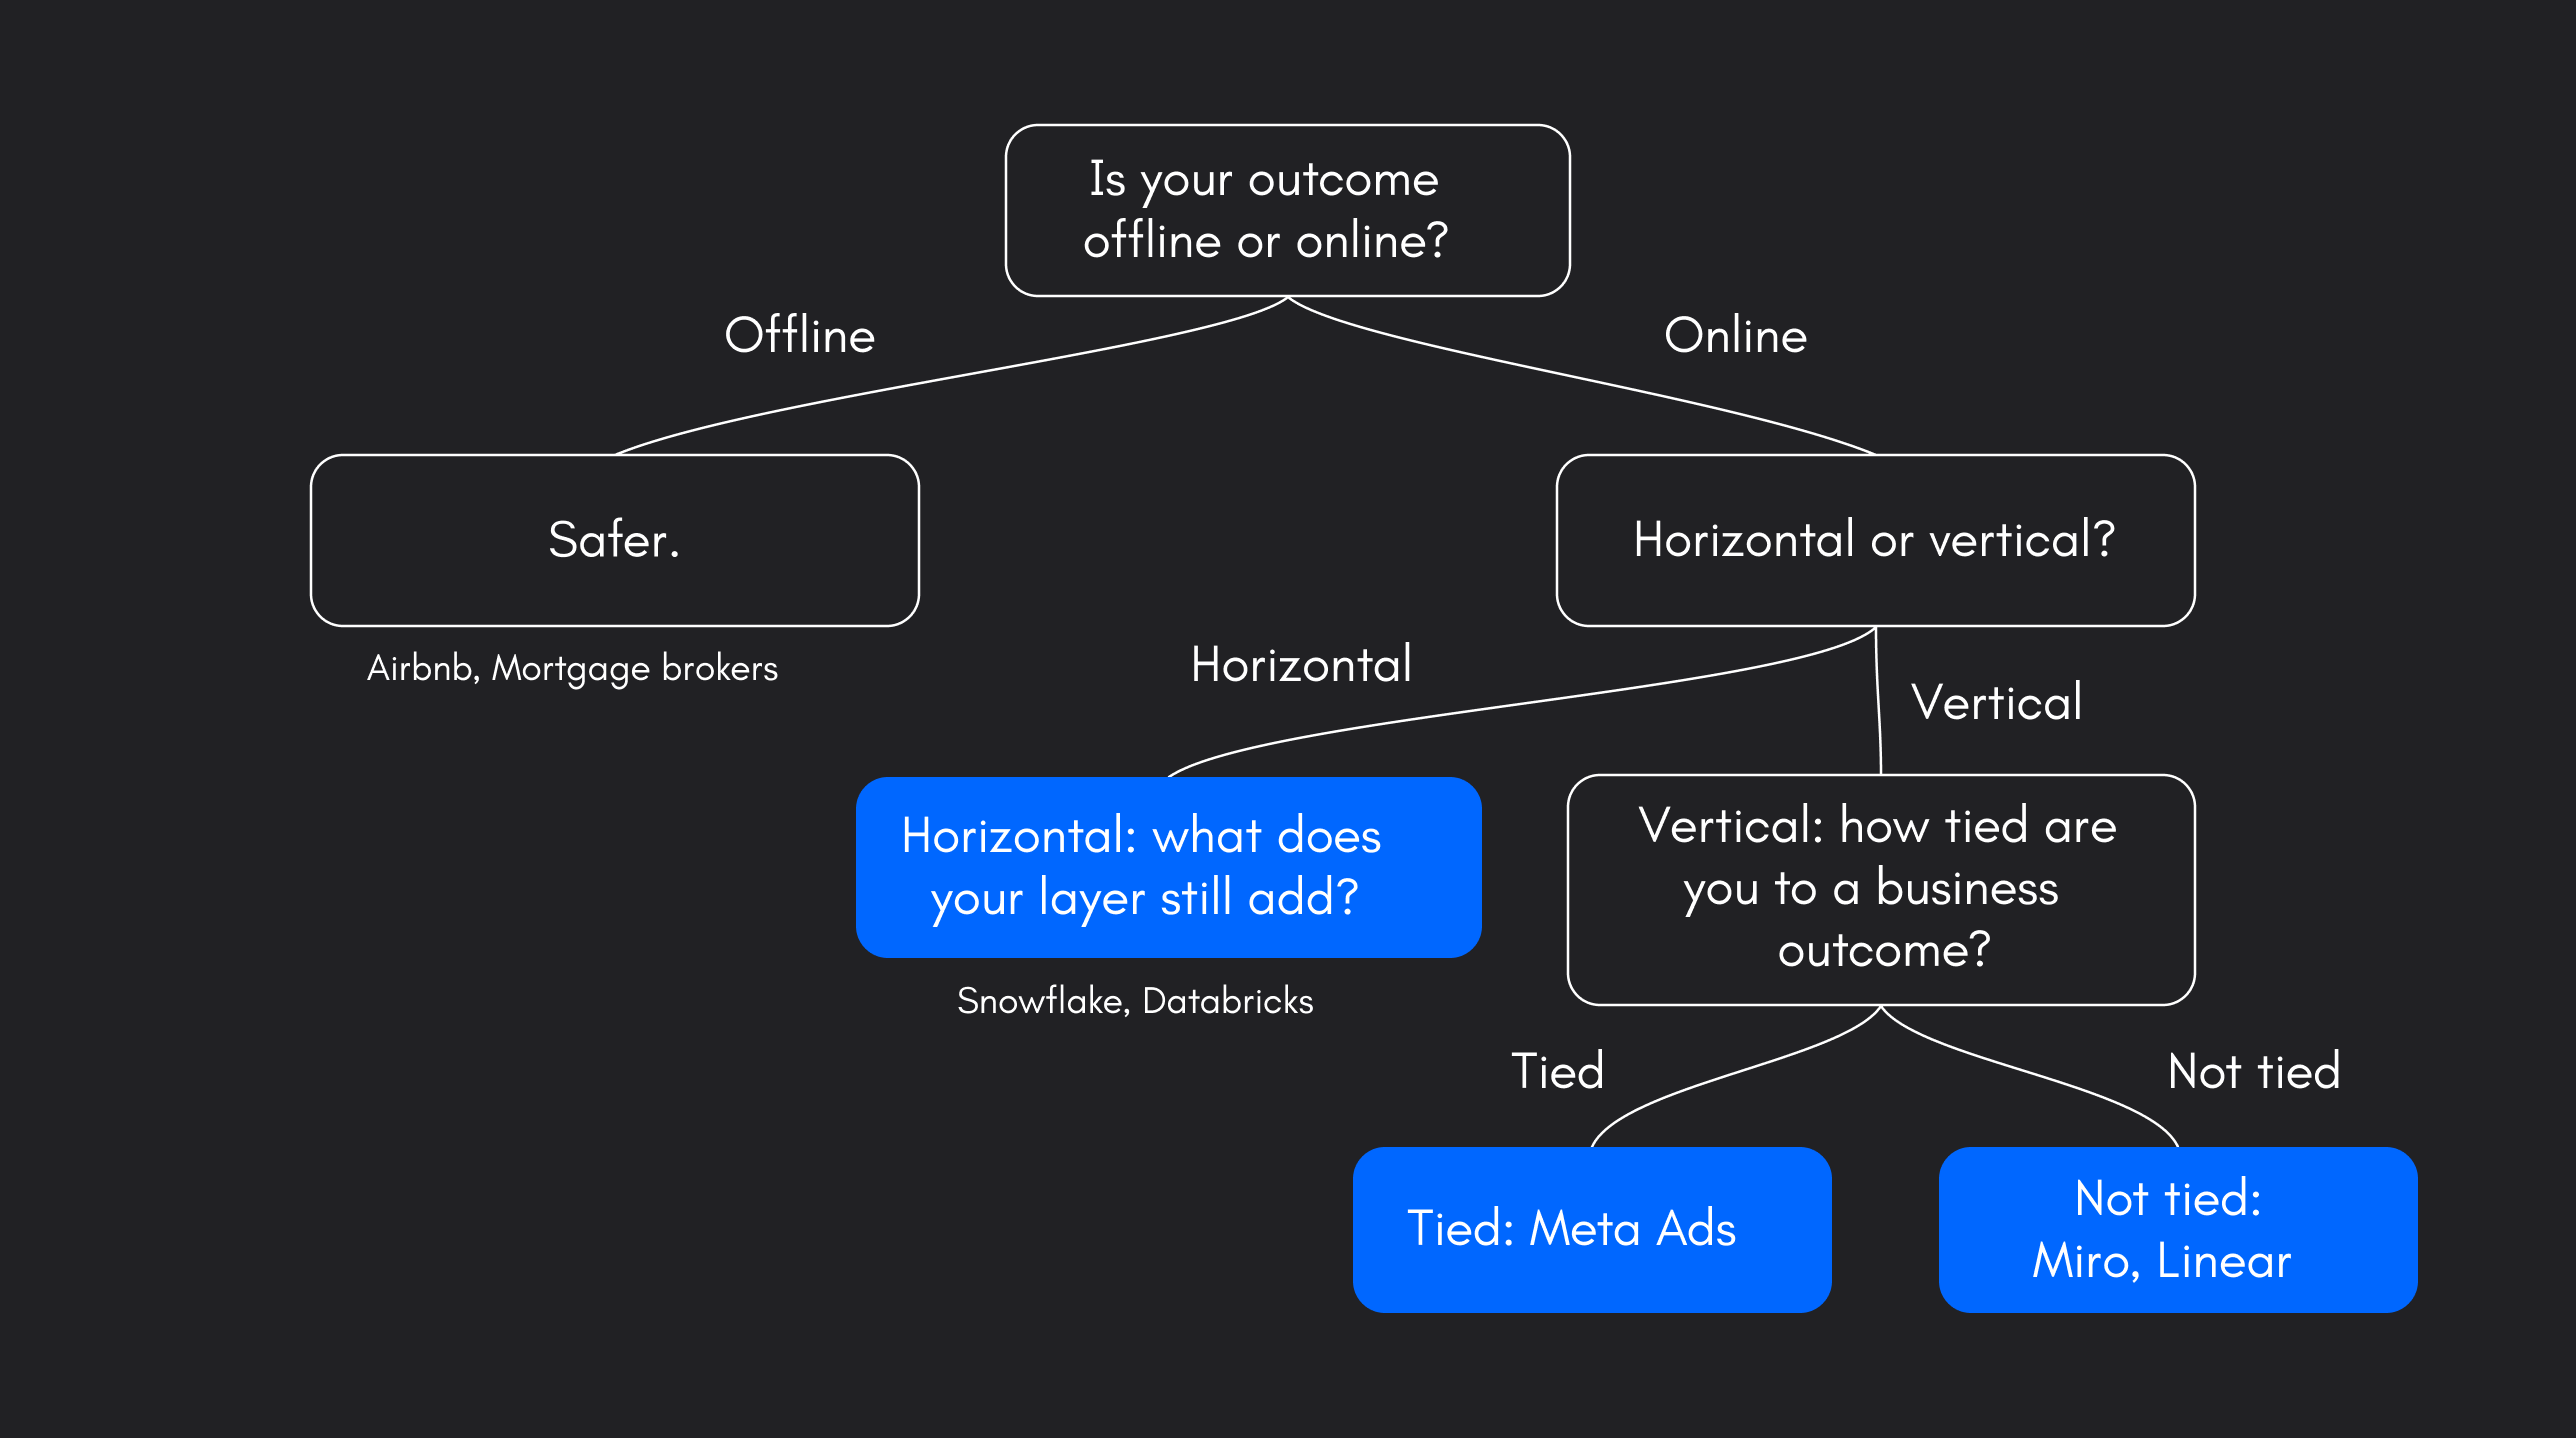 Is your outcome
offline or online?
Offline
Online
Safer.
Horizontal or vertical?
Airbnb, Mortgage brokers
Horizontal
Vertical
Horizontal: what does
your layer still add?
Vertical: how tied are
you to a business
outcome?
Snowflake, Databricks
Tied
Not tied
Tied: Meta Ads
Not tied:
Miro, Linear